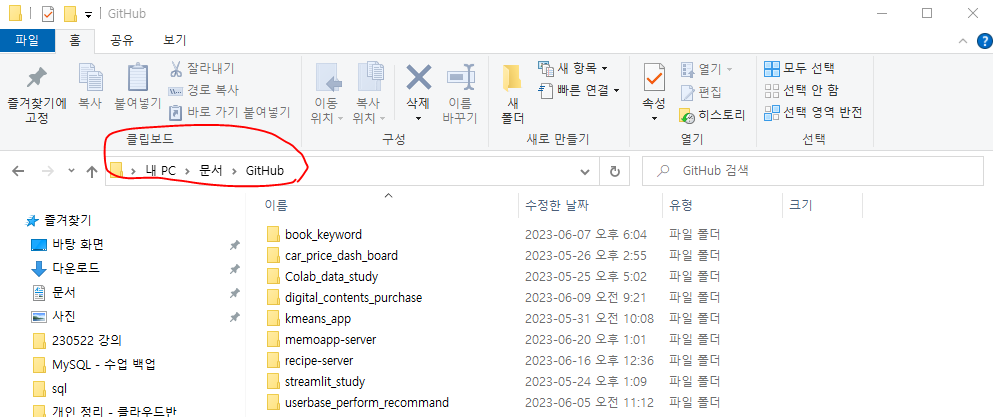 GitHub
파일 홈 공유 보기
즐겨찾기에 고정
복사
붙여넣기
잘라내기
경로 복사
바로 가기 붙여넣기
클립보드
이동 위치
복사 위치
삭제
이름 바꾸기
구성
새 폴더
새 항목
빠른 연결
새로 만들기
속성
열기
편집
히스토리
열기
모두 선택
선택 안 함
선택 영역 반전
선택
내 PC > 문서 > GitHub
GitHub 검색
즐겨찾기
바탕 화면
다운로드
문서
사진
230522 강의
MySQL - 수업 백업
sql
개인 정리 - 클라우드반
이름 수정한 날짜 유형 크기
book_keyword 2023-06-07 오후 6:04 파일 폴더
car_price_dash_board 2023-05-26 오후 2:55 파일 폴더
Colab_data_study 2023-05-25 오후 5:02 파일 폴더
digital_contents_purchase 2023-06-09 오전 9:21 파일 폴더
kmeans_app 2023-05-31 오전 10:08 파일 폴더
memoapp-server 2023-06-20 오후 1:01 파일 폴더
recipe-server 2023-06-16 오후 12:36 파일 폴더
streamlit_study 2023-05-24 오후 1:09 파일 폴더
userbase_perform_recommand 2023-06-05 오전 11:12 파일 폴더